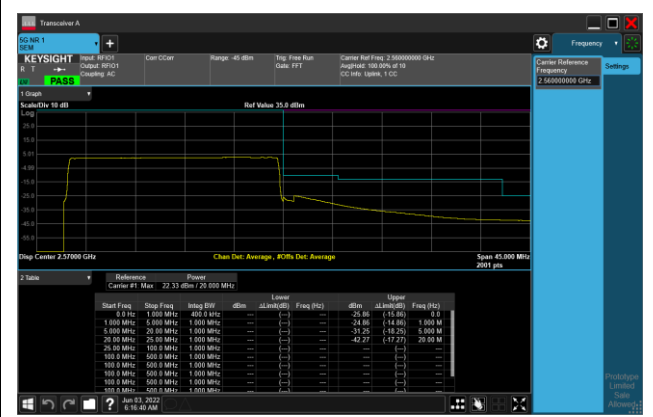 Transceiver A
5G NR 1
SEM
Frequency
KEYSIGHT
R T
PASS
Input: RFIO1
Output: RFIO1
Coupling: AC
Corr CCorr
Range: -45 dBm
Trig: Free Run
Gate: FFT
Carrier Ref Freq: 2.560000000 GHz
Avg|Hold: 100.00% of 10
CC Info: Uplink, 1 CC
Carrier Reference
Frequency
2.560000000 GHz
Settings
1 Graph
Scale/Div 10 dB
Ref Value 35.0 dBm
Log
25.0
15.0
-4.99
-15.0
-25.0
-35.0
-45.0
-55.0
Disp Center 2.57000 GHz
Chan Det: Average , #Offs Det: Average
Span 45.000 MHz
2001 pts
2 Table
Reference Power
Carrier #1 Max 22.33 dBm / 20.000 MHz
Lower Upper
Start Freq Stop Freq Integ BW dBm ΔLimit(dB) Freq (Hz) dBm ΔLimit(dB) Freq (Hz)
0.0 Hz 1.000 MHz 400.0 kHz --- (---) --- -25.86 (-15.86) 0.0
1.000 MHz 5.000 MHz 1.000 MHz --- (---) --- -24.86 (-14.86) 1.000 M
5.000 MHz 20.00 MHz 1.000 MHz --- (---) --- -31.25 (-18.25) 5.000 M
20.00 MHz 25.00 MHz 1.000 MHz --- (---) --- -42.27 (-17.27) 20.00 M
25.00 MHz 100.0 MHz 1.000 MHz --- (---) --- --- (---) ---
100.0 MHz 500.0 MHz 1.000 MHz --- (---) --- --- (---) ---
100.0 MHz 500.0 MHz 1.000 MHz --- (---) --- --- (---) ---
100.0 MHz 500.0 MHz 1.000 MHz --- (---) --- --- (---) ---
100.0 MHz 500.0 MHz 1.000 MHz --- (---) --- --- (---) ---
Jun 03, 2022
6:16:40 AM
Prototype
Limited
Sale
Allowed